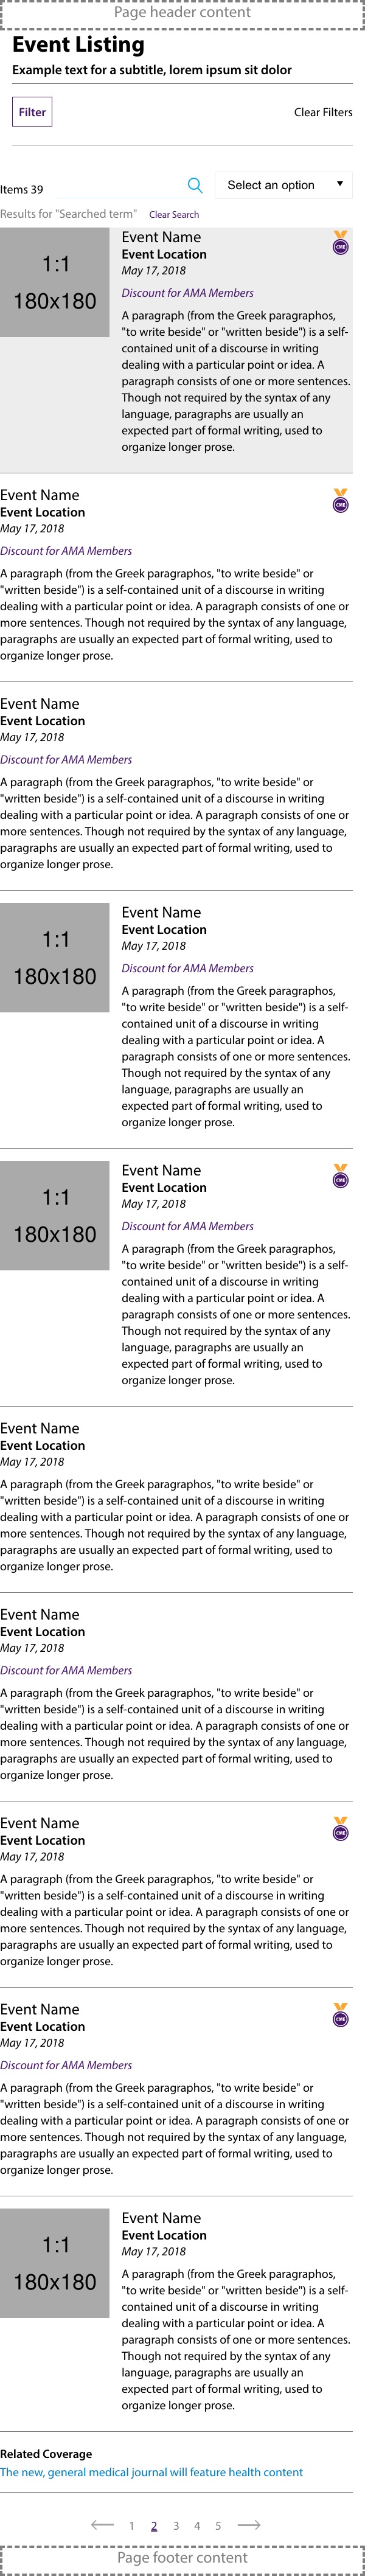 Page header content
Event Listing
Example text for a subtitle, lorem ipsum sit dolor
Filter
Clear Filters
Items 39
Select an option
Results for "Searched term" Clear Search
1:1
180x180
Event Name
CME
Event Location
May 17, 2018
Discount for AMA Members
A paragraph (from the Greek paragraphos,
"to write beside" or "written beside") is a self-
contained unit of a discourse in writing
dealing with a particular point or idea. A
paragraph consists of one or more sentences.
Though not required by the syntax of any
language, paragraphs are usually an
expected part of formal writing, used to
organize longer prose.
Event Name
CME
Event Location
May 17, 2018
Discount for AMA Members
A paragraph (from the Greek paragraphos, "to write beside" or
"written beside") is a self-contained unit of a discourse in writing
dealing with a particular point or idea. A paragraph consists of one or
more sentences. Though not required by the syntax of any language,
paragraphs are usually an expected part of formal writing, used to
organize longer prose.
Event Name
Event Location
May 17, 2018
Discount for AMA Members
A paragraph (from the Greek paragraphos, "to write beside" or
"written beside") is a self-contained unit of a discourse in writing
dealing with a particular point or idea. A paragraph consists of one or
more sentences. Though not required by the syntax of any language,
paragraphs are usually an expected part of formal writing, used to
organize longer prose.
1:1
180x180
Event Name
Event Location
May 17, 2018
Discount for AMA Members
A paragraph (from the Greek paragraphos,
"to write beside" or "written beside") is a self-
contained unit of a discourse in writing
dealing with a particular point or idea. A
paragraph consists of one or more sentences.
Though not required by the syntax of any
language, paragraphs are usually an
expected part of formal writing, used to
organize longer prose.
1:1
180x180
Event Name
CME
Event Location
May 17, 2018
Discount for AMA Members
A paragraph (from the Greek paragraphos,
"to write beside" or "written beside") is a self-
contained unit of a discourse in writing
dealing with a particular point or idea. A
paragraph consists of one or more sentences.
Though not required by the syntax of any
language, paragraphs are usually an
expected part of formal writing, used to
organize longer prose.
Event Name
Event Location
May 17, 2018
A paragraph (from the Greek paragraphos, "to write beside" or
"written beside") is a self-contained unit of a discourse in writing
dealing with a particular point or idea. A paragraph consists of one or
more sentences. Though not required by the syntax of any language,
paragraphs are usually an expected part of formal writing, used to
organize longer prose.
Event Name
Event Location
May 17, 2018
Discount for AMA Members
A paragraph (from the Greek paragraphos, "to write beside" or
"written beside") is a self-contained unit of a discourse in writing
dealing with a particular point or idea. A paragraph consists of one or
more sentences. Though not required by the syntax of any language,
paragraphs are usually an expected part of formal writing, used to
organize longer prose.
Event Name
CME
Event Location
May 17, 2018
A paragraph (from the Greek paragraphos, "to write beside" or
"written beside") is a self-contained unit of a discourse in writing
dealing with a particular point or idea. A paragraph consists of one or
more sentences. Though not required by the syntax of any language,
paragraphs are usually an expected part of formal writing, used to
organize longer prose.
Event Name
CME
Event Location
May 17, 2018
Discount for AMA Members
A paragraph (from the Greek paragraphos, "to write beside" or
"written beside") is a self-contained unit of a discourse in writing
dealing with a particular point or idea. A paragraph consists of one or
more sentences. Though not required by the syntax of any language,
paragraphs are usually an expected part of formal writing, used to
organize longer prose.
1:1
180x180
Event Name
Event Location
May 17, 2018
A paragraph (from the Greek paragraphos,
"to write beside" or "written beside") is a self-
contained unit of a discourse in writing
dealing with a particular point or idea. A
paragraph consists of one or more sentences.
Though not required by the syntax of any
language, paragraphs are usually an
expected part of formal writing, used to
organize longer prose.
Related Coverage
The new, general medical journal will feature health content
1 2 3 4 5
Page footer content